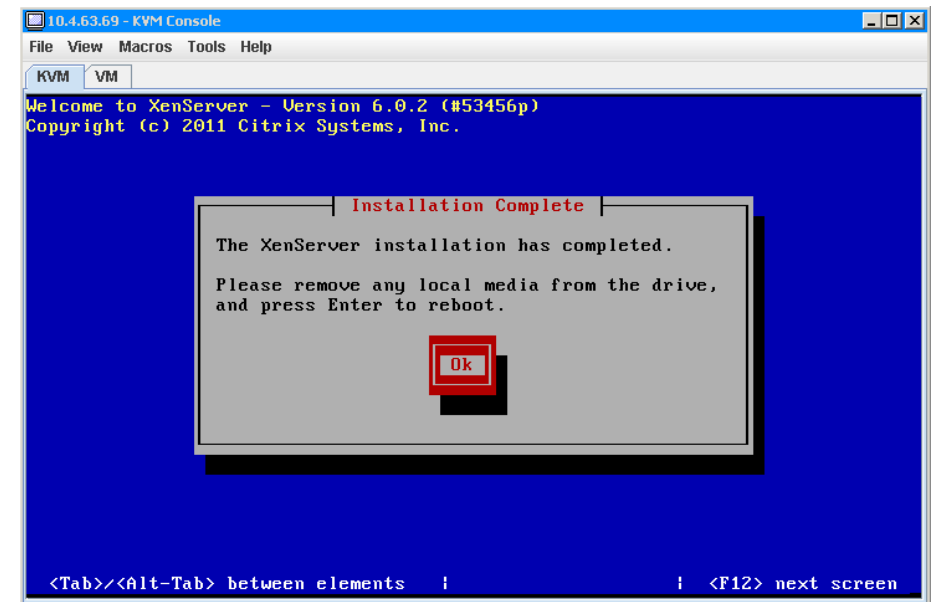 10.4.63.69 - KVM Console
File View Macros Tools Help
KVM VM
Welcome to XenServer - Version 6.0.2 (#53456p)
Copyright (c) 2011 Citrix Systems, Inc.
Installation Complete
The XenServer installation has completed.
Please remove any local media from the drive,
and press Enter to reboot.
Ok
<Tab>/<Alt-Tab> between elements | | <F12> next screen